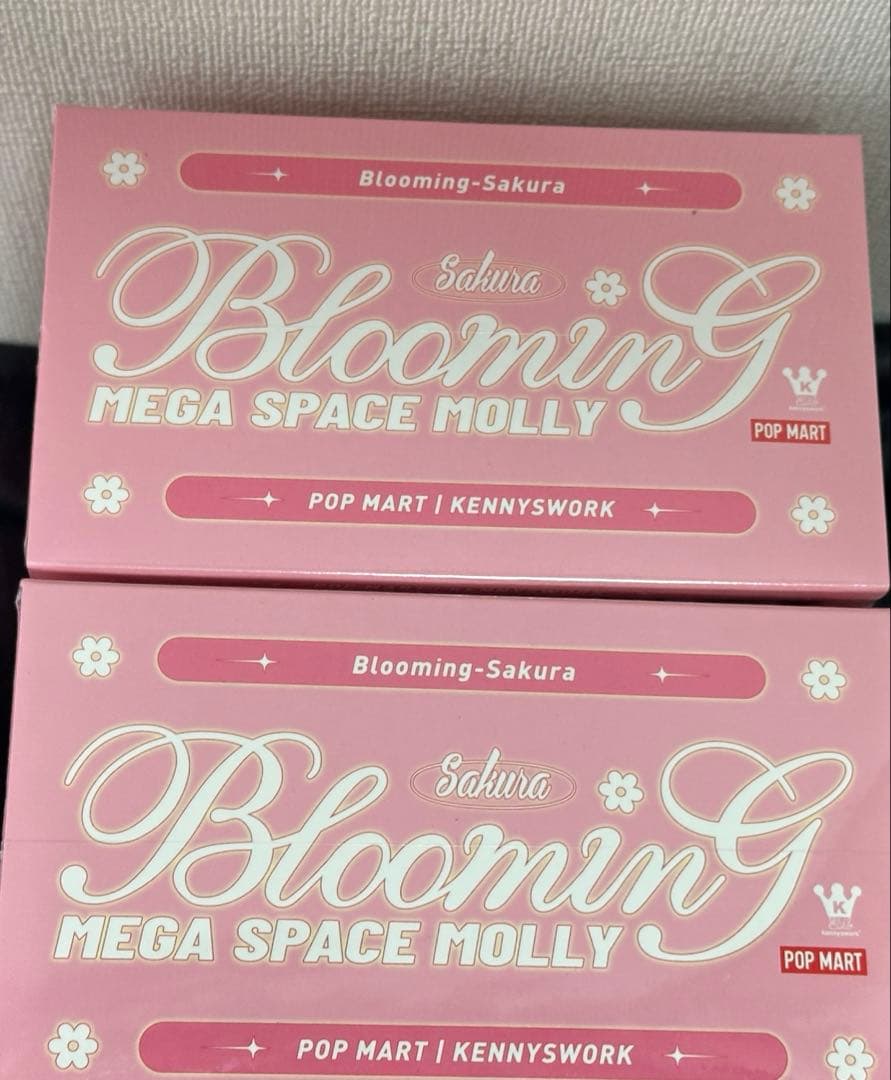 Blooming-Sakura
Sakura
BloominG
MEGA SPACE MOLLY
K
POP MART
POP MART | KENNYSWORK
Blooming-Sakura
Sakura
BloominG
MEGA SPACE MOLLY
K
Kennyswork
POP MART
POP MART | KENNYSWORK